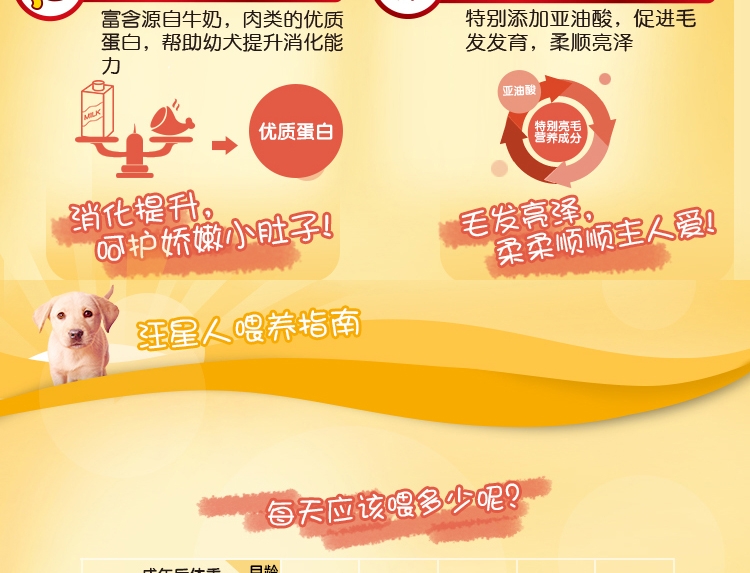 富含源自牛奶，肉类的优质
蛋白，帮助幼犬提升消化能
力
MILK
优质蛋白
消化提升，
呵护娇嫩小肚子！
特别添加亚油酸，促进毛
发发育，柔顺亮泽
亚油酸
特别亮毛
营养成分
毛发亮泽，
柔柔顺顺主人爱！
汪星人喂养指南
每天应该喂多少呢？
成年后体重
月龄